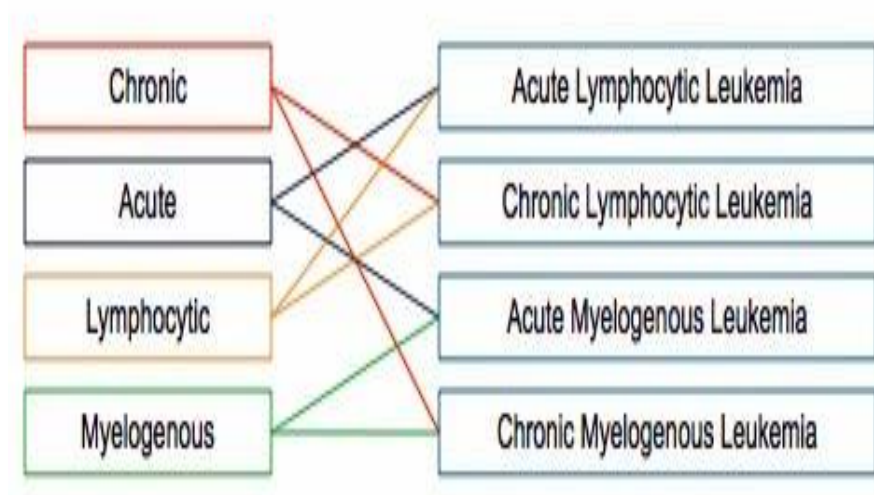 Chronic
Acute
Lymphocytic
Myelogenous
Acute Lymphocytic Leukemia
Chronic Lymphocytic Leukemia
Acute Myelogenous Leukemia
Chronic Myelogenous Leukemia